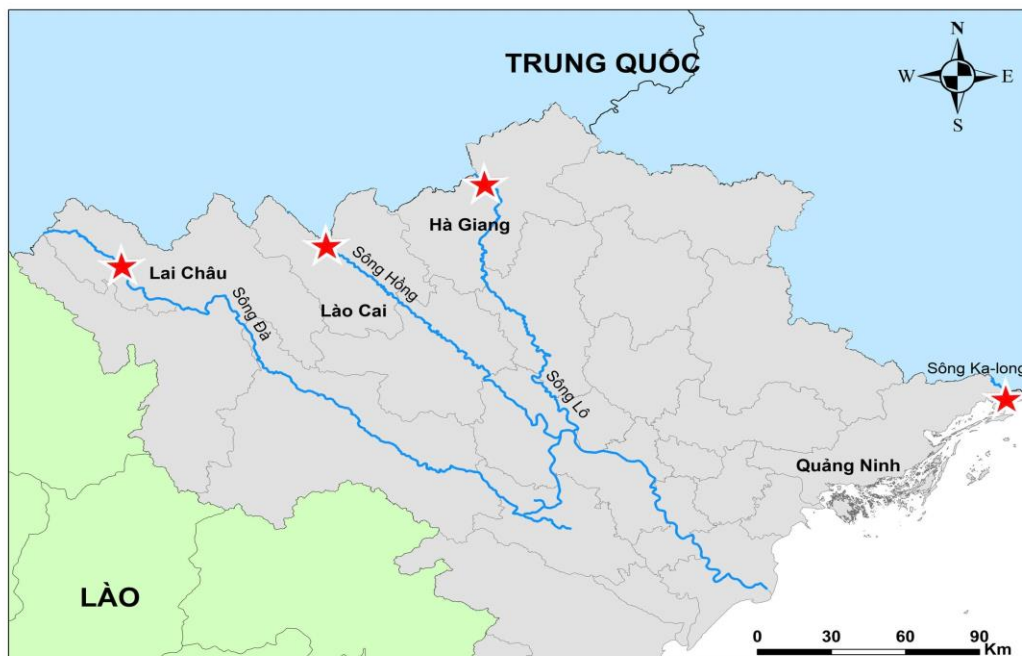 TRUNG QUỐC
N
W E
S
Hà Giang
Sông Hồng
Lai Châu
Lào Cai
Sông Đà
Sông Ka-long
Sông Lô
Quảng Ninh
LÀO
0 30 60 90
Km